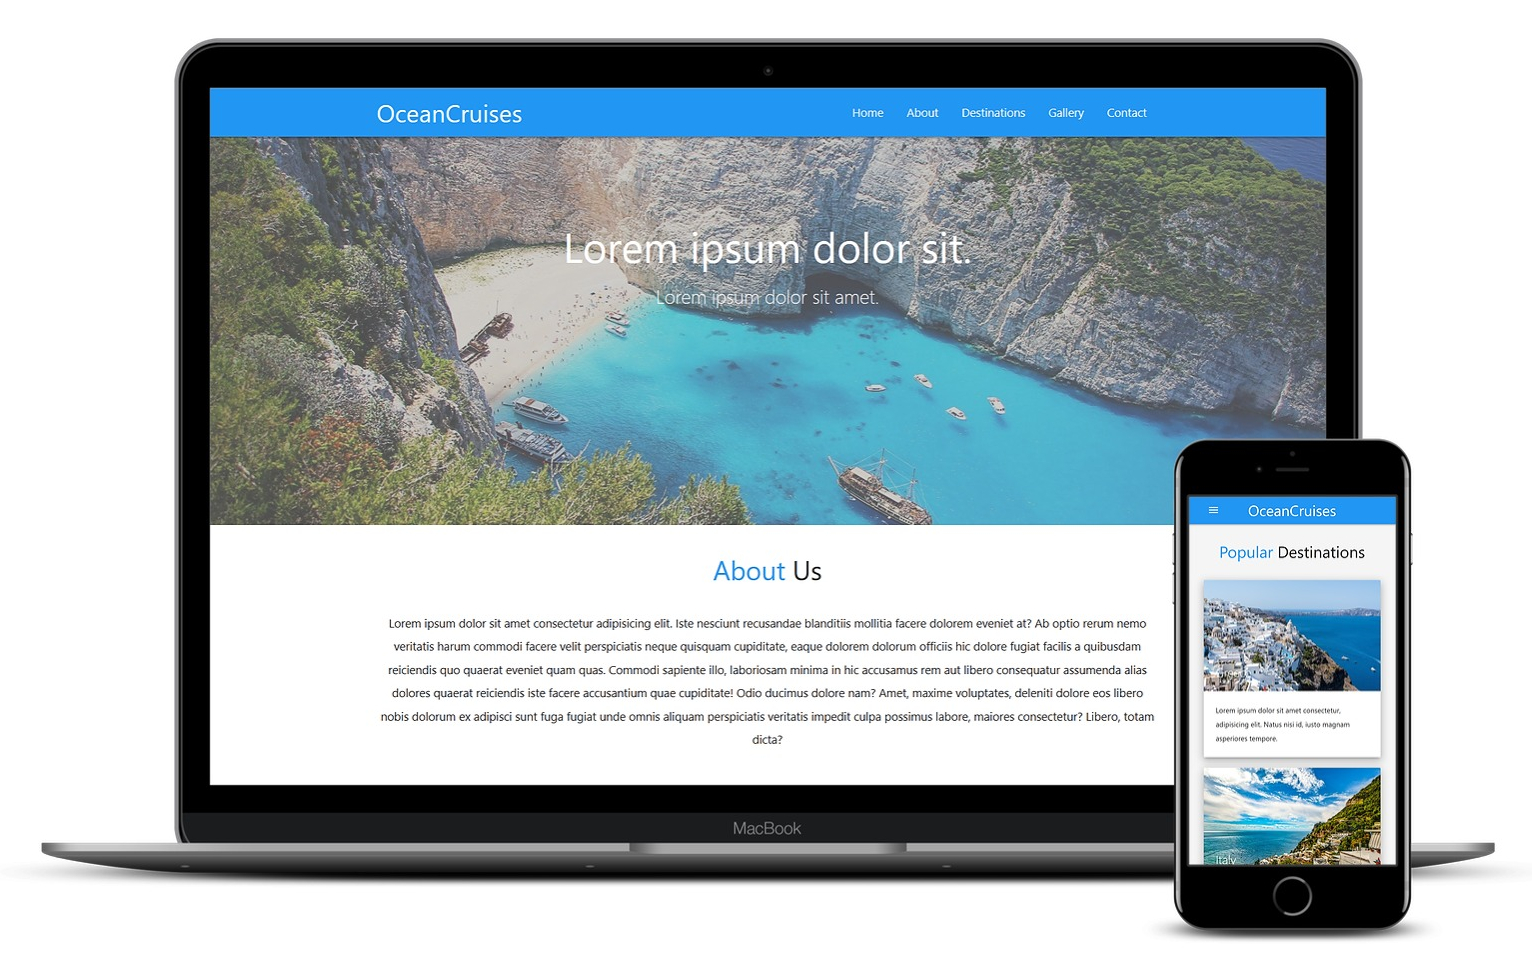 OceanCruises
Home About Destinations Gallery Contact
Lorem ipsum dolor sit.
Lorem ipsum dolor sit amet.
About Us
Lorem ipsum dolor sit amet consectetur adipisicing elit. Iste nesciunt recusandae blanditiis mollitia facere dolorem eveniet at? Ab optio rerum nemo
veritatis harum commodi facere velit perspiciatis neque quisquam cupiditate, eaque dolorem dolorum officiis hic dolore fugiat facilis a quibusdam
reiciendis quo quaerat eveniet quam quas. Commodi sapiente illo, laboriosam minima in hic accusamus rem aut libero consequatur assumenda alias
dolores quaerat reiciendis iste facere accusantium quae cupiditate! Odio ducimus dolore nam? Amet, maxime voluptates, deleniti dolore eos libero
nobis dolorum ex adipisci sunt fuga fugiat unde omnis aliquam perspiciatis veritatis impedit culpa possimus labore, maiores consectetur? Libero, totam
dicta?
MacBook
OceanCruises
Popular Destinations
Lorem ipsum dolor sit amet consectetur,
adipisicing elit. Natus nisi id, iusto magnam
asperiores tempore.
Italy